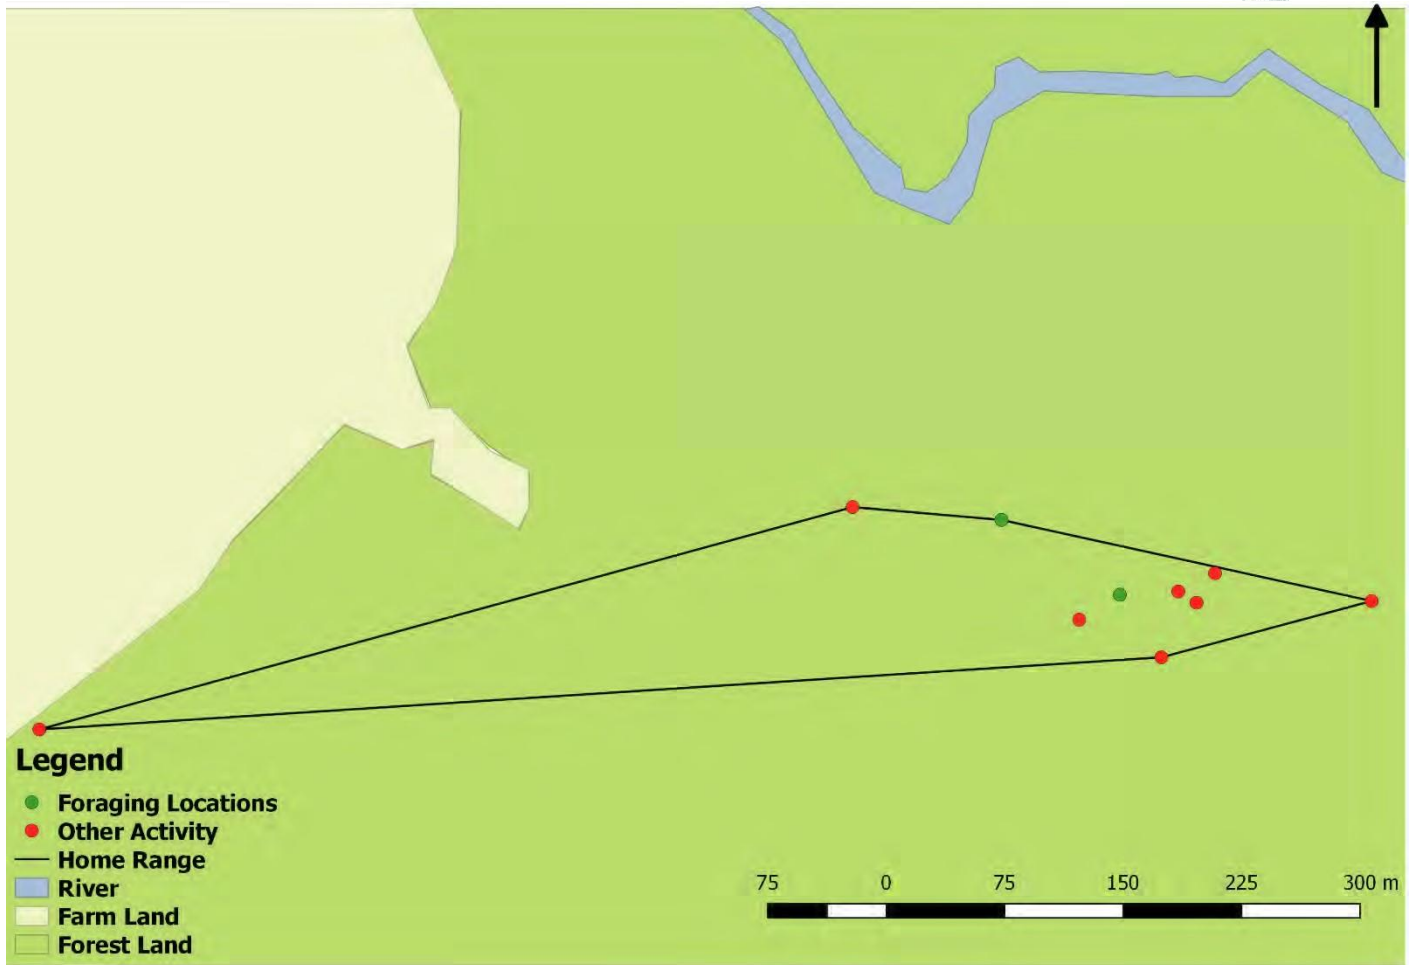 Legend
Foraging Locations
Other Activity
Home Range
River
Farm Land
Forest Land
75 0 75 150 225 300 m